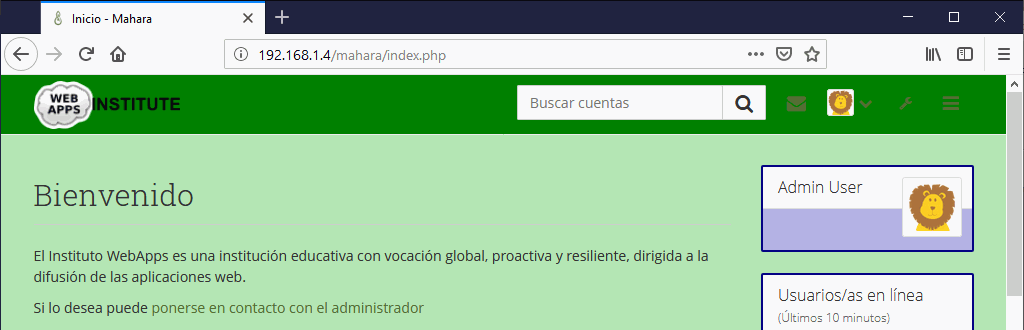 Inicio - Mahara
192.168.1.4/mahara/index.php
WEB
APPS
INSTITUTE
Buscar cuentas
Bienvenido
El Instituto WebApps es una institución educativa con vocación global, proactiva y resiliente, dirigida a la
difusión de las aplicaciones web.
Si lo desea puede ponerse en contacto con el administrador
Admin User
Usuarios/as en línea
(Últimos 10 minutos)